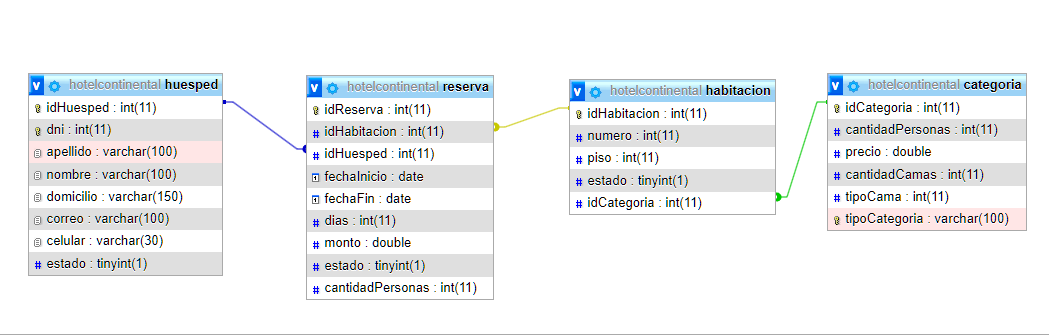 hotelcontinental huesped
idHuesped : int(11)
dni : int(11)
apellido : varchar(100)
nombre : varchar(100)
domicilio : varchar(150)
correo : varchar(100)
celular : varchar(30)
estado : tinyint(1)
hotelcontinental reserva
idReserva : int(11)
idHabitacion : int(11)
idHuesped : int(11)
fechaInicio : date
fechaFin : date
dias : int(11)
monto : double
estado : tinyint(1)
cantidadPersonas : int(11)
hotelcontinental habitacion
idHabitacion : int(11)
numero : int(11)
piso : int(11)
estado : tinyint(1)
idCategoria : int(11)
hotelcontinental categoria
idCategoria : int(11)
cantidadPersonas : int(11)
precio : double
cantidadCamas : int(11)
tipoCama : int(11)
tipoCategoria : varchar(100)